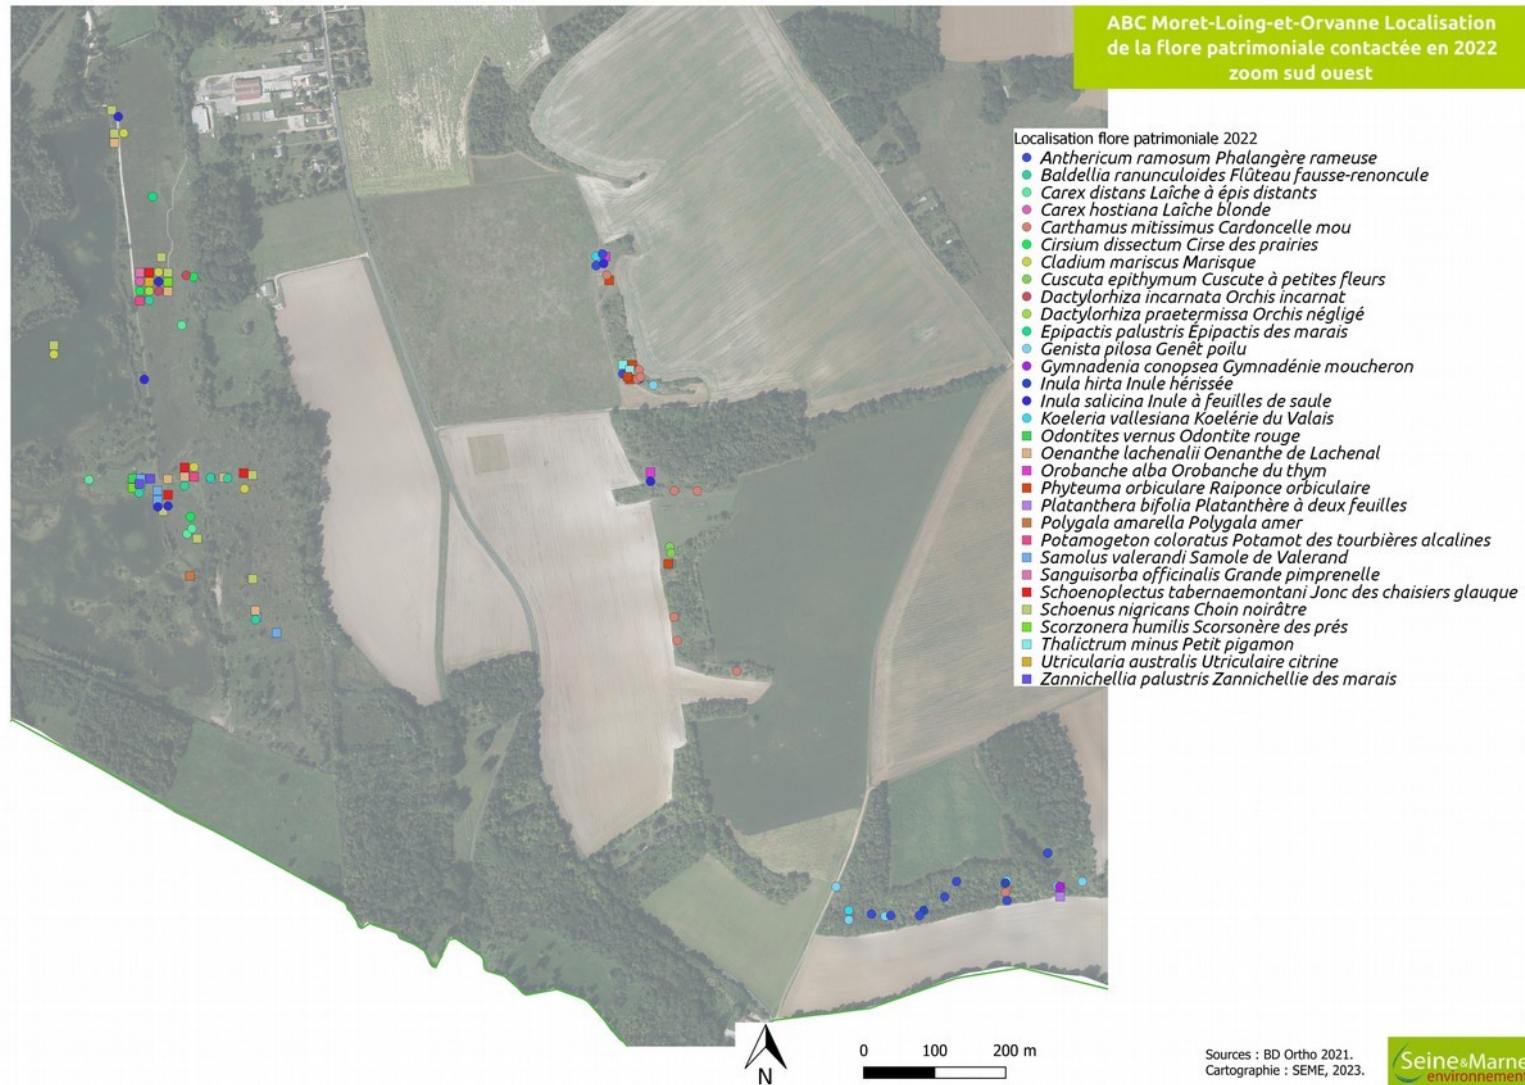 ABC Moret-Loing-et-Orvanne Localisation
de la flore patrimoniale contactée en 2022
zoom sud ouest
Localisation flore patrimoniale 2022
Anthericum ramosum Phalangère rameuse
Baldellia ranunculoides Flûteau fausse-renoncule
Carex distans Laîche à épis distants
Carex hostiana Laîche blonde
Carthamus mitissimus Cardoncelle mou
Cirsium dissectum Cirse des prairies
Cladium mariscus Marisque
Cuscuta epithymum Cuscute à petites fleurs
Dactylorhiza incarnata Orchis incarnat
Dactylorhiza praetermissa Orchis négligé
Epipactis palustris Épipactis des marais
Genista pilosa Genêt poilu
Gymnadenia conopsea Gymnadénie moucheron
Inula hirta Inule hérissée
Inula salicina Inule à feuilles de saule
Koeleria vallesiana Koelérie du Valais
Odontites vernus Odontite rouge
Oenanthe lachenalii Oenanthe de Lachenal
Orobanche alba Orobanche du thym
Phyteuma orbiculare Raiponce orbiculaire
Platanthera bifolia Platanthère à deux feuilles
Polygala amarella Polygala amer
Potamogeton coloratus Potamot des tourbières alcalines
Samolus valerandi Samole de Valerand
Sanguisorba officinalis Grande pimprenelle
Schoenoplectus tabernaemontani Jonc des chaisiers glauque
Schoenus nigricans Choin noirâtre
Scorzonera humilis Scorsonère des prés
Thalictrum minus Petit pigamon
Utricularia australis Utriculaire citrine
Zannichellia palustris Zannichellie des marais
N
0 100 200 m
Sources : BD Ortho 2021.
Cartographie : SEME, 2023.
Seine&Marne
environnement